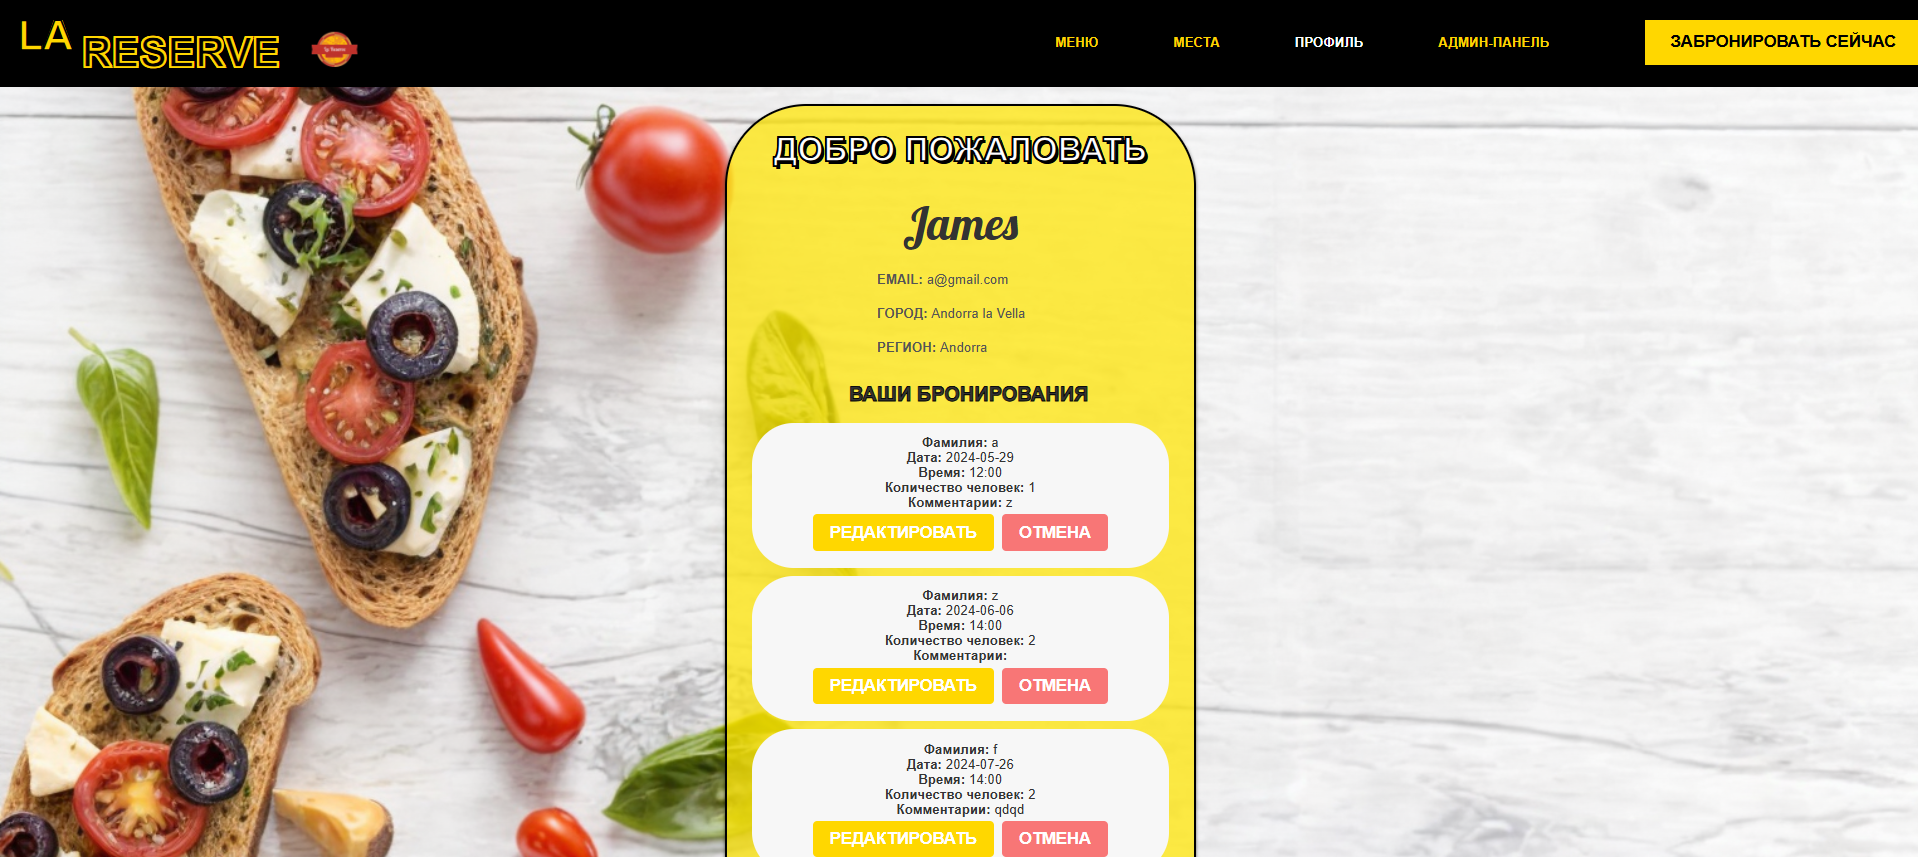 LA RESERVE
МЕНЮ
МЕСТА
ПРОФИЛЬ
АДМИН-ПАНЕЛЬ
ЗАБРОНИРОВАТЬ СЕЙЧАС
ДОБРО ПОЖАЛОВАТЬ
James
EMAIL: a@gmail.com
ГОРОД: Andorra la Vella
РЕГИОН: Andorra
ВАШИ БРОНИРОВАНИЯ
Фамилия: a
Дата: 2024-05-29
Время: 12:00
Количество человек: 1
Комментарии: z
РЕДАКТИРОВАТЬ ОТМЕНА
Фамилия: z
Дата: 2024-06-06
Время: 14:00
Количество человек: 2
Комментарии:
РЕДАКТИРОВАТЬ ОТМЕНА
Фамилия: f
Дата: 2024-07-26
Время: 14:00
Количество человек: 2
Комментарии: qdqd
РЕДАКТИРОВАТЬ ОТМЕНА